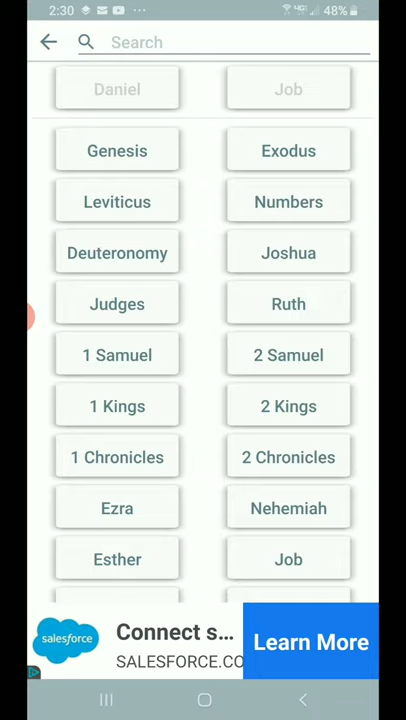 2:30 48%
Search
Daniel Job
Genesis Exodus
Leviticus Numbers
Deuteronomy Joshua
Judges Ruth
1 Samuel 2 Samuel
1 Kings 2 Kings
1 Chronicles 2 Chronicles
Ezra Nehemiah
Esther Job
salesforce
Connect s...
SALESFORCE.CO
Learn More